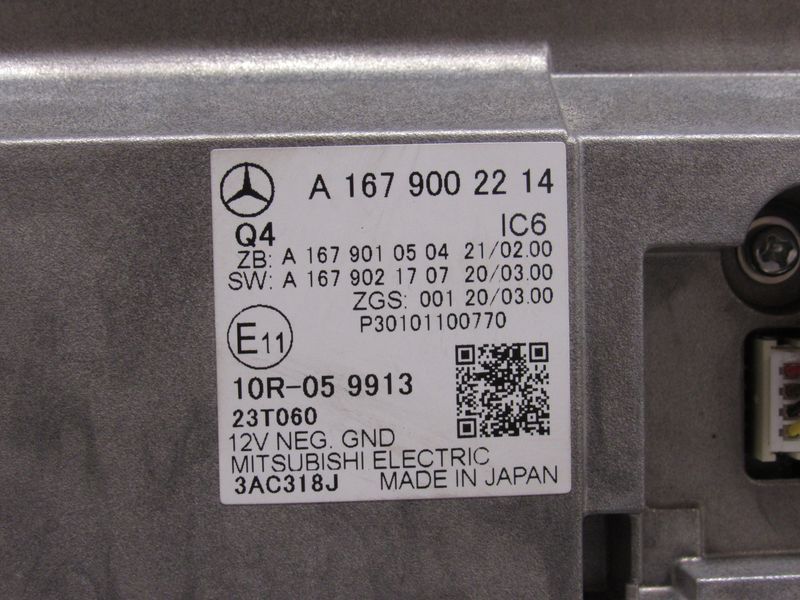 A 167 900 22 14
Q4 IC6
ZB: A 167 901 05 04 21/02.00
SW: A 167 902 17 07 20/03.00
ZGS: 001 20/03.00
P30101100770
E11
10R-05 9913
23T060
12V NEG. GND
MITSUBISHI ELECTRIC
3AC318J MADE IN JAPAN